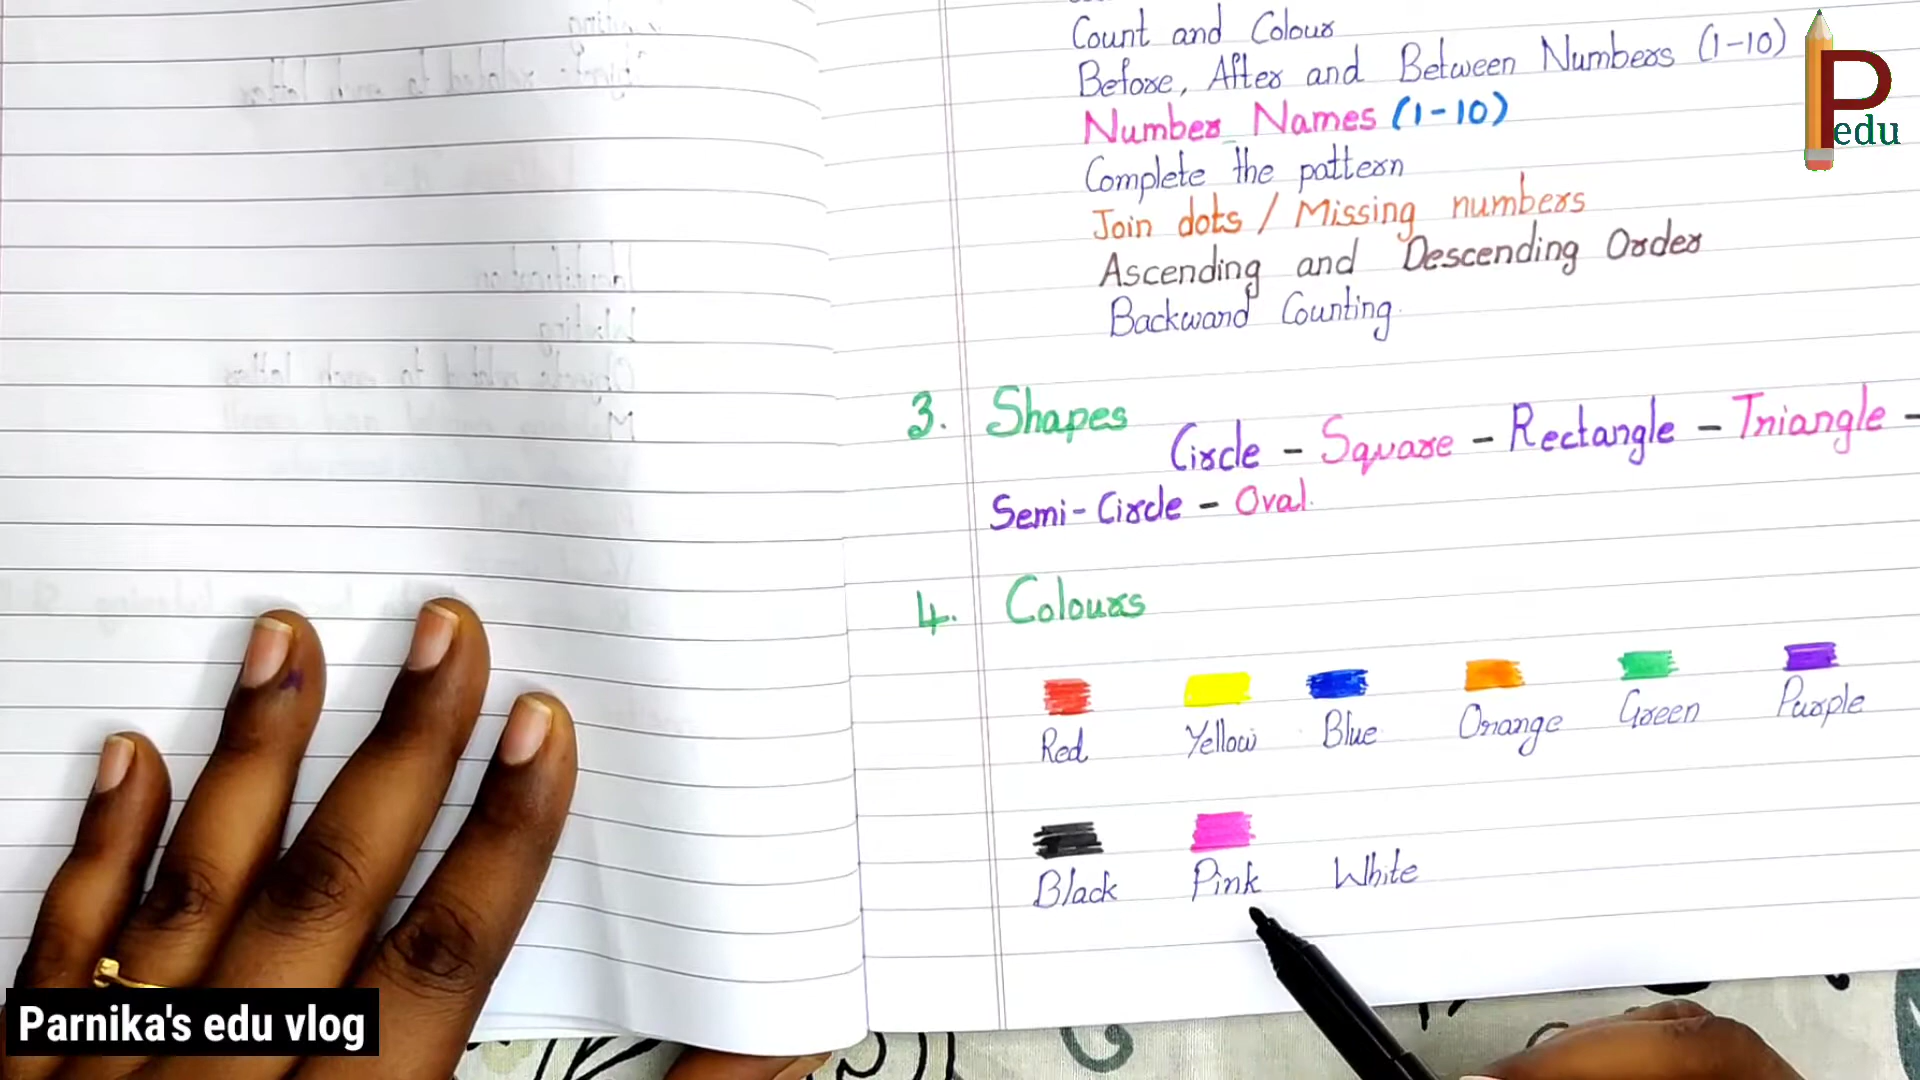 Count and Colour
Before, After and Between Numbers (1-10)
Number Names (1-10)
Complete the pattern
Join dots / Missing numbers
Ascending and Descending Order
Backward Counting.
3. Shapes
Circle - Square - Rectangle - Triangle -
Semi-Circle - Oval.
4. Colours
Red Yellow Blue Orange Green Purple
Black Pink White
P
edu
Parnika's edu vlog